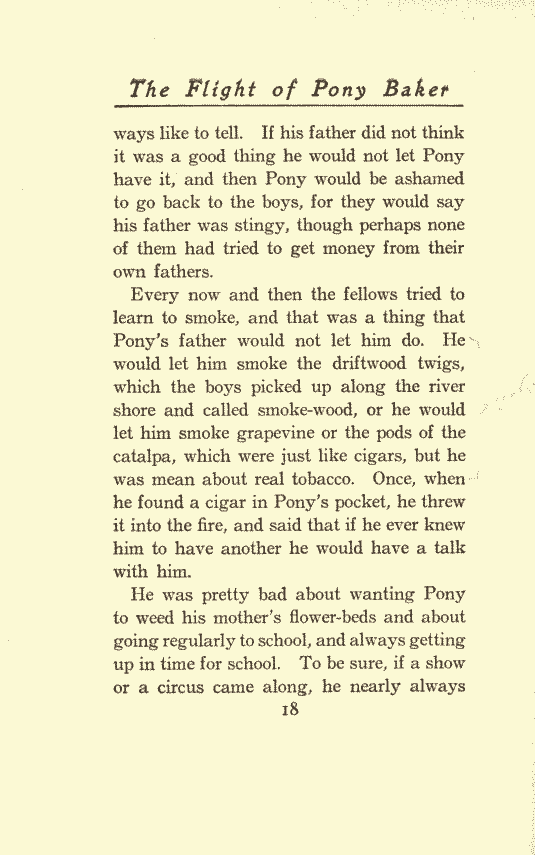 The Flight of Pony Baker
ways like to tell. If his father did not think
it was a good thing he would not let Pony
have it, and then Pony would be ashamed
to go back to the boys, for they would say
his father was stingy, though perhaps none
of them had tried to get money from their
own fathers.
Every now and then the fellows tried to
learn to smoke, and that was a thing that
Pony's father would not let him do. He
would let him smoke the driftwood twigs,
which the boys picked up along the river
shore and called smoke-wood, or he would
let him smoke grapevine or the pods of the
catalpa, which were just like cigars, but he
was mean about real tobacco. Once, when
he found a cigar in Pony's pocket, he threw
it into the fire, and said that if he ever knew
him to have another he would have a talk
with him.
He was pretty bad about wanting Pony
to weed his mother's flower-beds and about
going regularly to school, and always getting
up in time for school. To be sure, if a show
or a circus came along, he nearly always
18